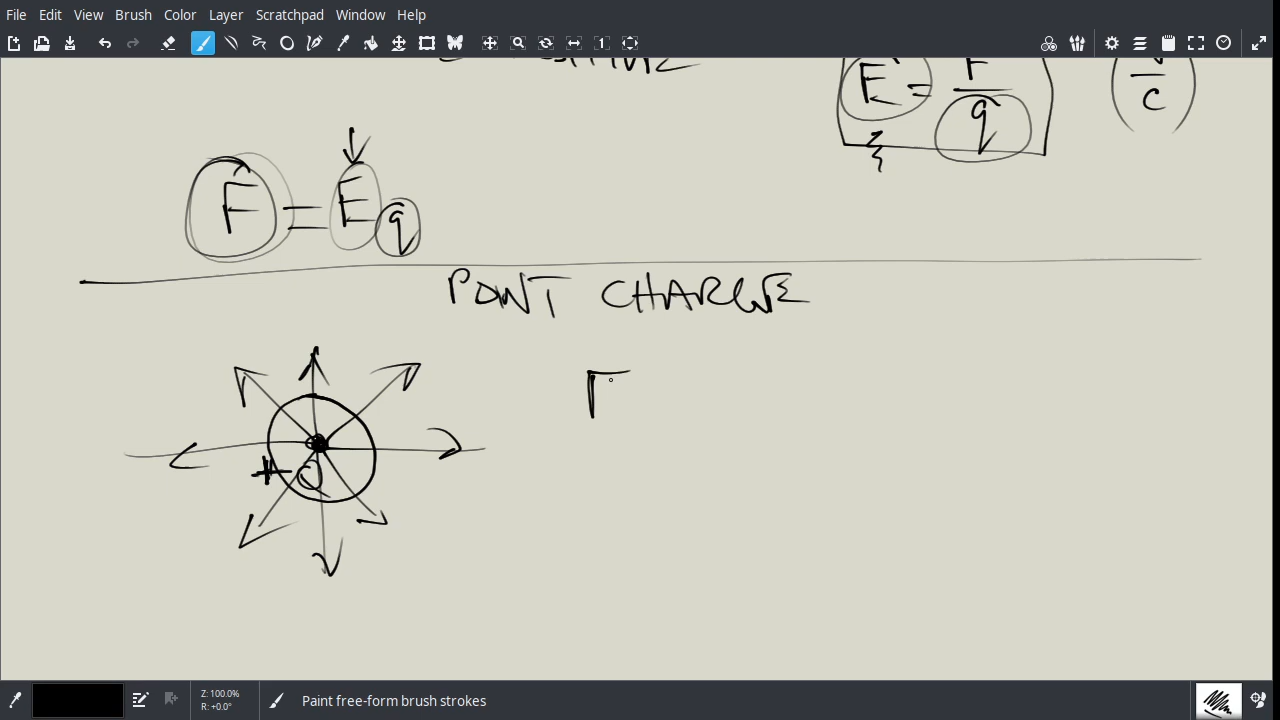 File Edit View Brush Color Layer Scratchpad Window Help
1
E = F/q
N/C
F = Eq
POINT CHARGE
+Q
Z: 100.0%
R: +0.0°
Paint free-form brush strokes